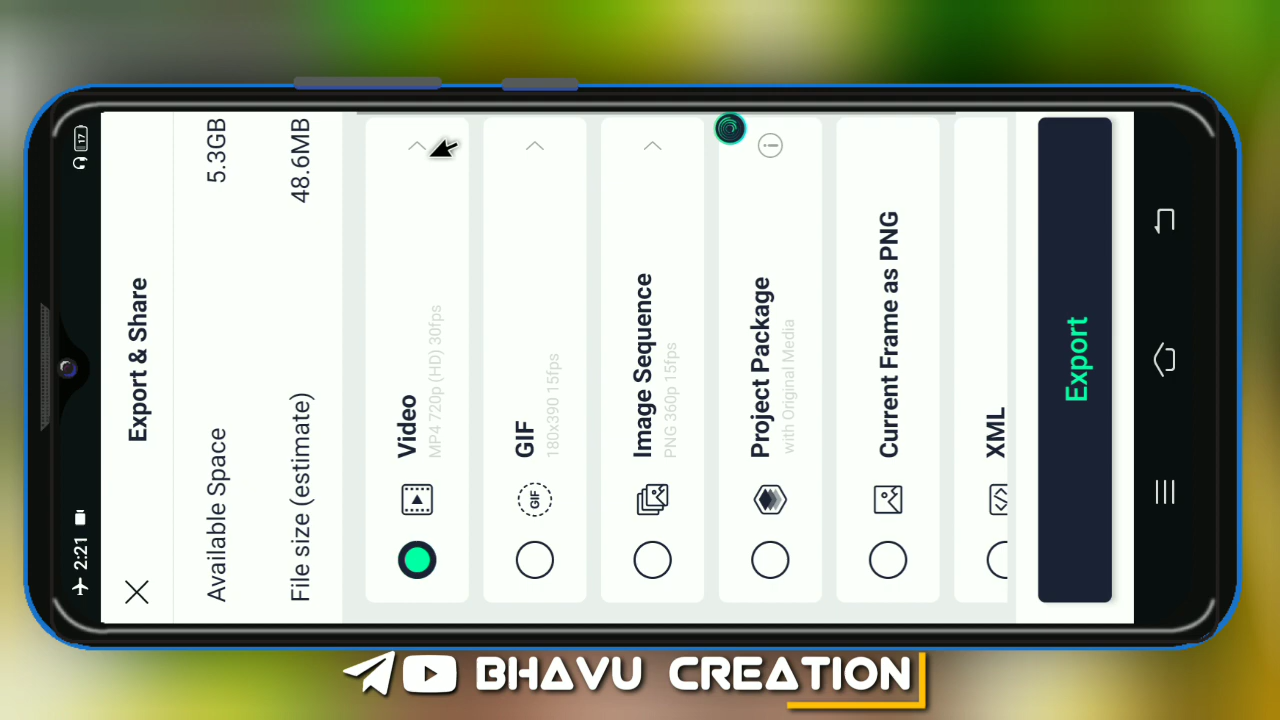 2:21
17
Export & Share
Available Space 5.3GB
File size (estimate) 48.6MB
Video
MP4 720p (HD) 30fps
GIF
GIF
180x390 15fps
Image Sequence
PNG 360p 15fps
Project Package
with Original Media
Current Frame as PNG
XML
Export
BHAVU CREATION